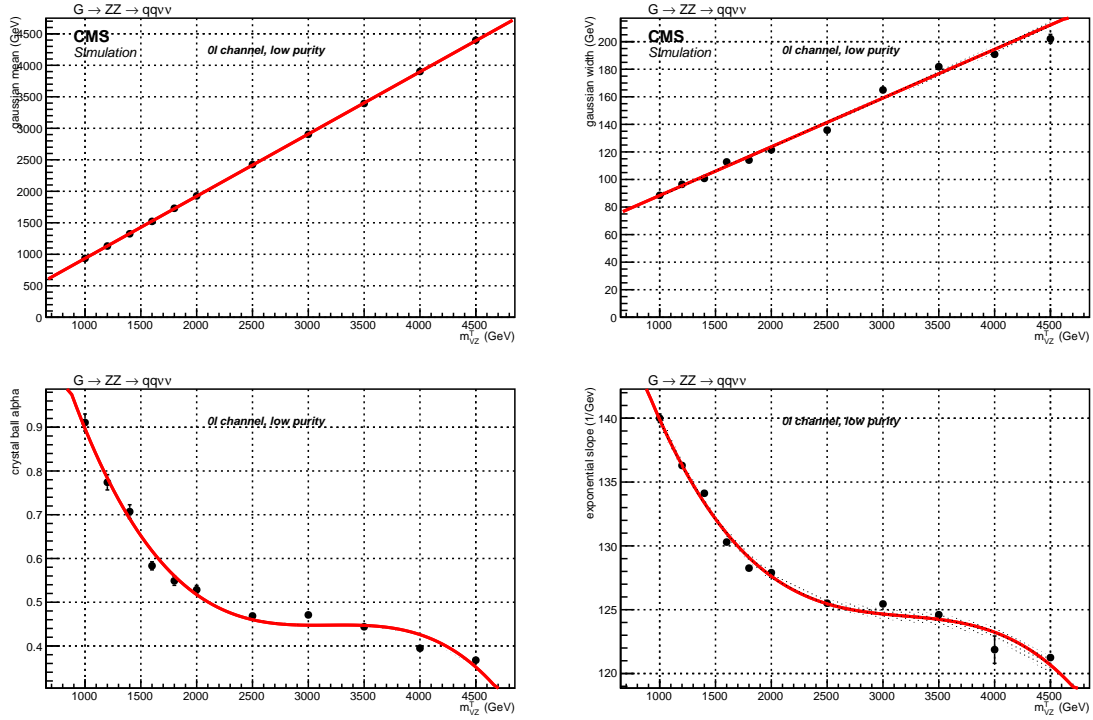 G → ZZ → qqνν
CMS
Simulation
0l channel, low purity
gaussian mean (GeV)
4500
4000
3500
3000
2500
2000
1500
1000
500
0
1000 1500 2000 2500 3000 3500 4000 4500
m^T_VZ (GeV)
G → ZZ → qqνν
CMS
Simulation
0l channel, low purity
gaussian width (GeV)
200
180
160
140
120
100
80
60
40
20
0
1000 1500 2000 2500 3000 3500 4000 4500
m^T_VZ (GeV)
G → ZZ → qqνν
0l channel, low purity
crystal ball alpha
0.9
0.8
0.7
0.6
0.5
0.4
1000 1500 2000 2500 3000 3500 4000 4500
m^T_VZ (GeV)
G → ZZ → qqνν
0l channel, low purity
exponential slope (1/Gev)
140
135
130
125
120
1000 1500 2000 2500 3000 3500 4000 4500
m^T_VZ (GeV)